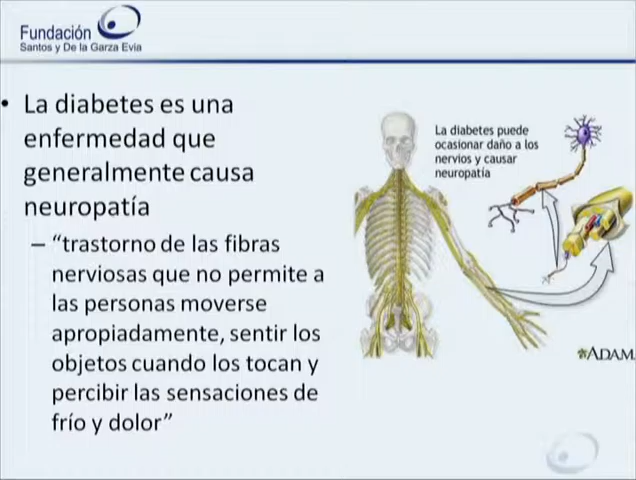 Fundación
Santos y De la Garza Evia
• La diabetes es una
enfermedad que
generalmente causa
neuropatía
– “trastorno de las fibras
nerviosas que no permite a
las personas moverse
apropiadamente, sentir los
objetos cuando los tocan y
percibir las sensaciones de
frío y dolor”
La diabetes puede
ocasionar daño a los
nervios y causar
neuropatía
ADAM.